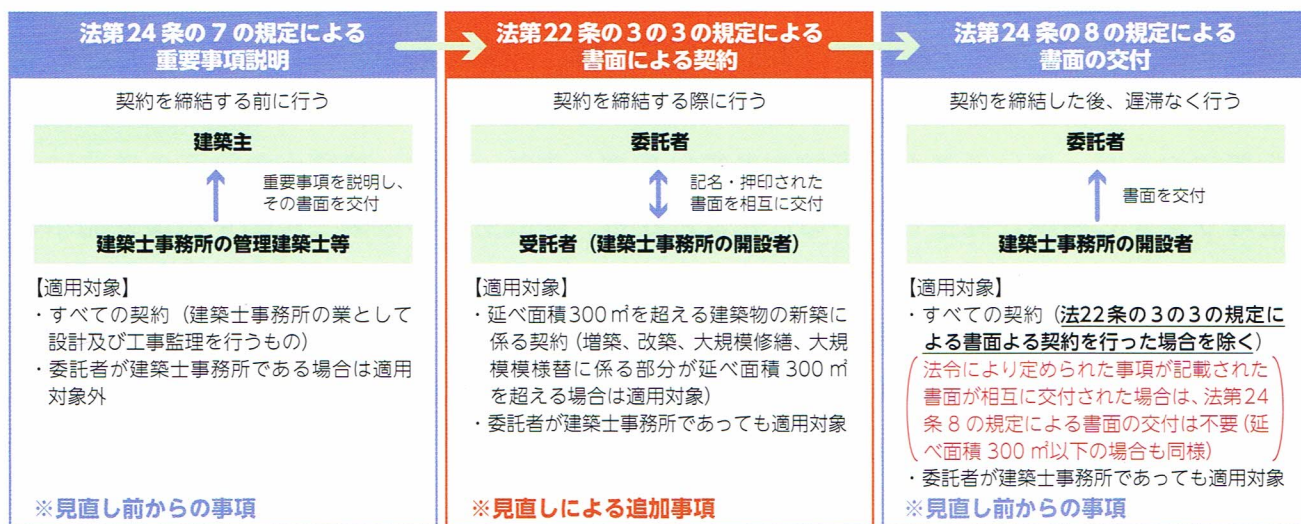 法第24条の7の規定による
重要事項説明
契約を締結する前に行う
建築主
重要事項を説明し、
その書面を交付
建築士事務所の管理建築士等
【適用対象】
・すべての契約（建築士事務所の業として
設計及び工事監理を行うもの）
・委託者が建築士事務所である場合は適用
対象外
※見直し前からの事項
法第22条の3の3の規定による
書面による契約
契約を締結する際に行う
委託者
記名・押印された
書面を相互に交付
受託者（建築士事務所の開設者）
【適用対象】
・延べ面積300㎡を超える建築物の新築に
係る契約（増築、改築、大規模修繕、大規
模模様替に係る部分が延べ面積300㎡
を超える場合は適用対象）
・委託者が建築士事務所であっても適用対象
※見直しによる追加事項
法第24条の8の規定による
書面の交付
契約を締結した後、遅滞なく行う
委託者
書面を交付
建築士事務所の開設者
【適用対象】
・すべての契約（法22条の3の3の規定に
よる書面よる契約を行った場合を除く）
法令により定められた事項が記載された
書面が相互に交付された場合は、法第24
条8の規定による書面の交付は不要（延
べ面積300㎡以下の場合も同様）
・委託者が建築士事務所であっても適用対象
※見直し前からの事項